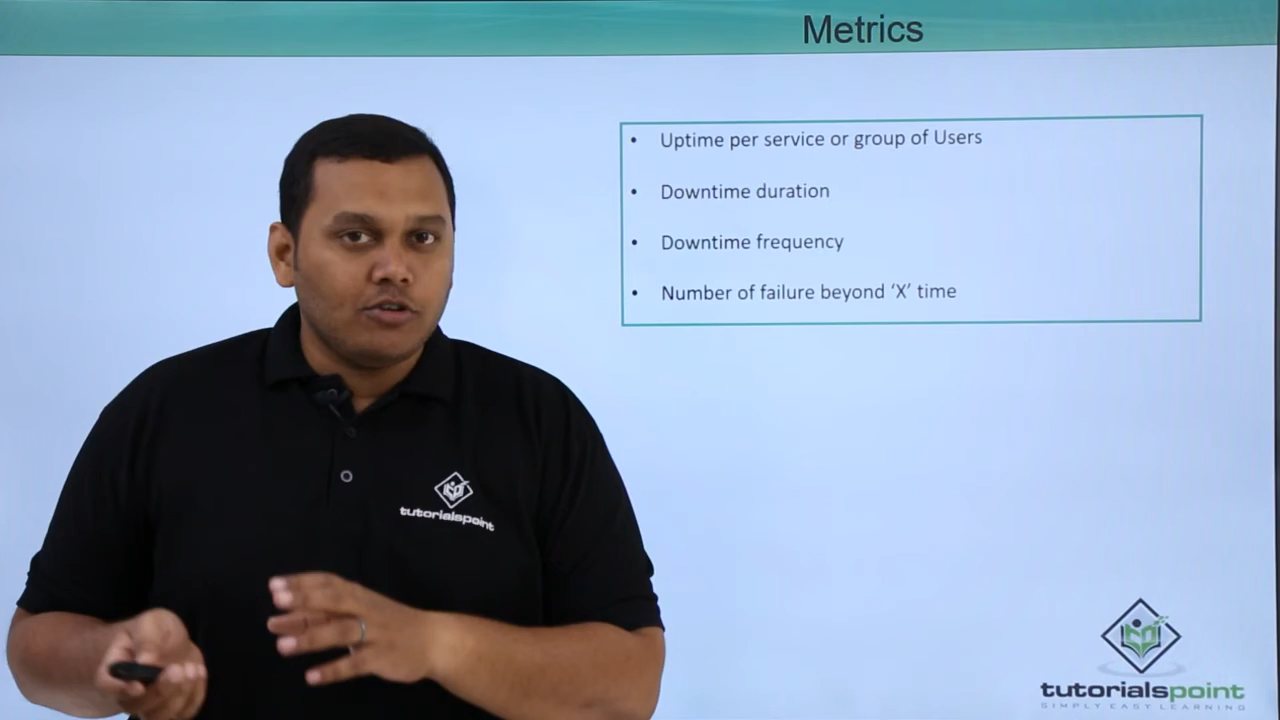 Metrics
• Uptime per service or group of Users
• Downtime duration
• Downtime frequency
• Number of failure beyond ‘X’ time
tutorialspoint
tutorialspoint
SIMPLY EASY LEARNING